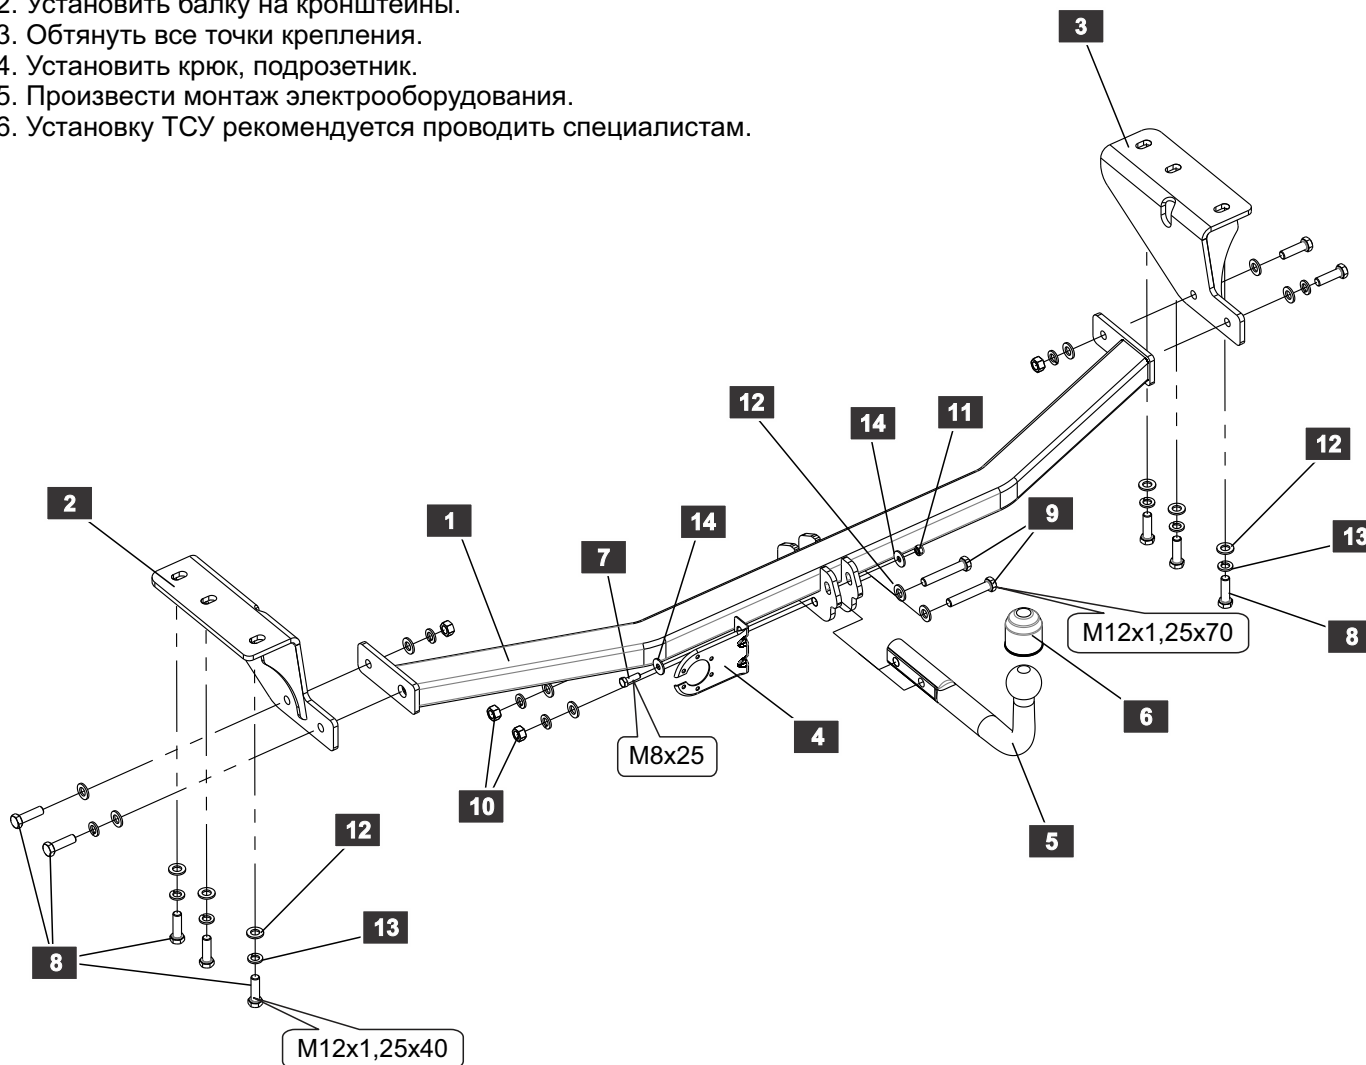 2. Установить балку на кронштейны.
3. Обтянуть все точки крепления.
4. Установить крюк, подрозетник.
5. Произвести монтаж электрооборудования.
6. Установку ТСУ рекомендуется проводить специалистам.
3
12
14
11
12
2
1
14
9
13
7
M12x1,25x70
8
6
4
M8x25
10
5
12
13
8
M12x1,25x40